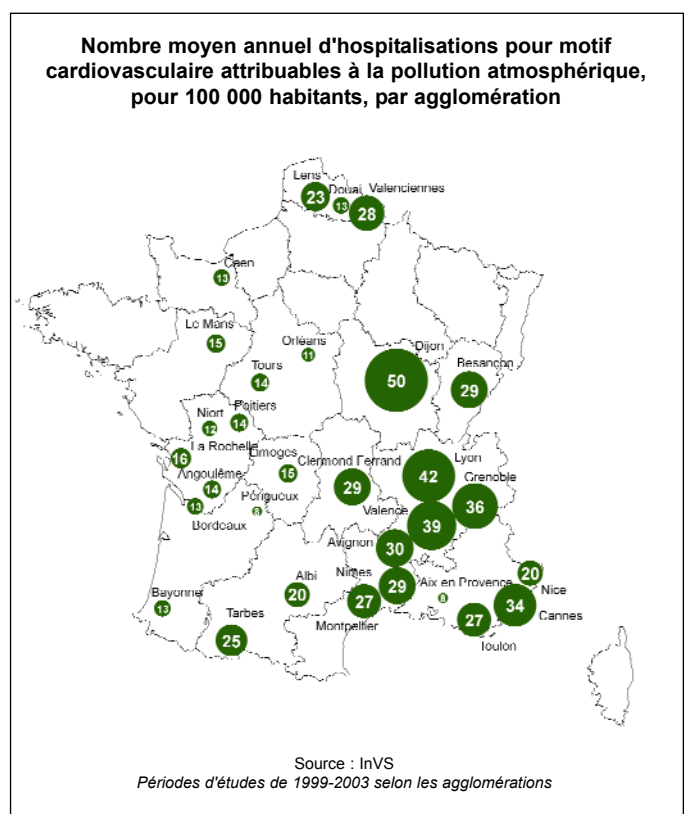 Nombre moyen annuel d'hospitalisations pour motif
cardiovasculaire attribuables à la pollution atmosphérique,
pour 100 000 habitants, par agglomération
Lens
Douai
Valenciennes
23
13
28
Caen
13
Le Mans
15
Orléans
11
Dijon
50
Besançon
29
Tours
14
Niort
12
Poitiers
14
La Rochelle
16
Limoges
15
Clermond Ferrand
29
Lyon
42
Grenoble
36
Angoulême
14
Périgueux
8
Valence
39
13
Bordeaux
Avignon
30
Albi
20
Nîmes
29
Aix en Provence
8
20
Nice
Bayonne
13
Tarbes
25
27
Montpellier
27
Toulon
34
Cannes
Source : InVS
Périodes d'études de 1999-2003 selon les agglomérations